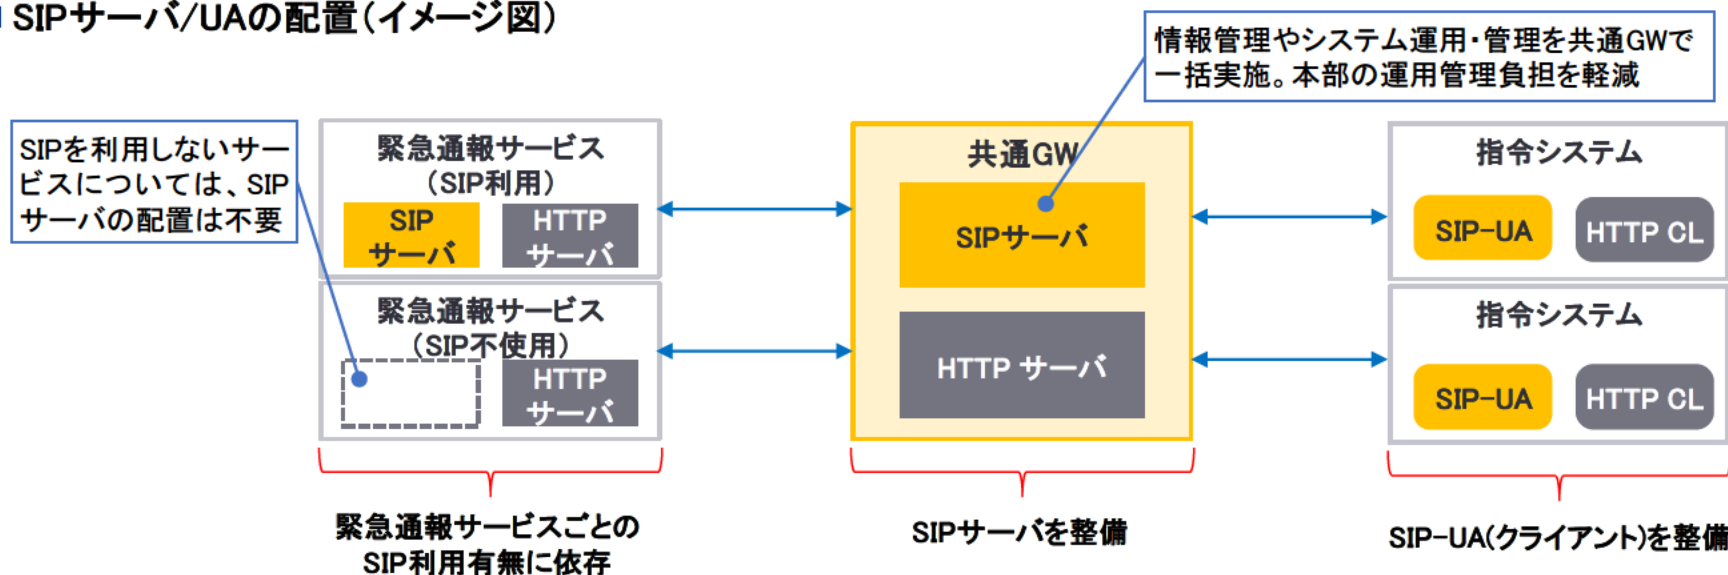 SIPサーバ/UAの配置(イメージ図)
情報管理やシステム運用・管理を共通GWで
一括実施。本部の運用管理負担を軽減
SIPを利用しないサー
ビスについては、SIP
サーバの配置は不要
緊急通報サービス
(SIP利用)
SIP
サーバ
HTTP
サーバ
緊急通報サービス
(SIP不使用)
HTTP
サーバ
共通GW
SIPサーバ
HTTP サーバ
指令システム
SIP-UA
HTTP CL
指令システム
SIP-UA
HTTP CL
緊急通報サービスごとの
SIP利用有無に依存
SIPサーバを整備
SIP-UA(クライアント)を整備